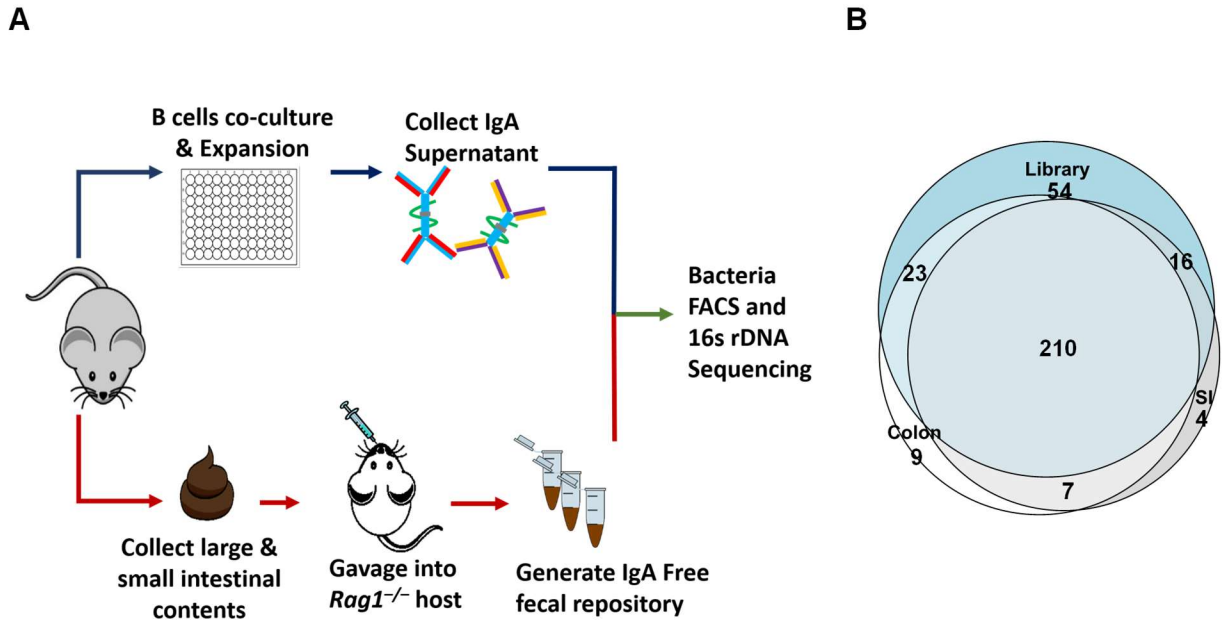 A
B
B cells co-culture
& Expansion
Collect IgA
Supernatant
Bacteria
FACS and
16s rDNA
Sequencing
Collect large &
small intestinal
contents
Gavage into
Rag1–/– host
Generate IgA Free
fecal repository
Library
54
23
16
210
SI
4
Colon
9
7